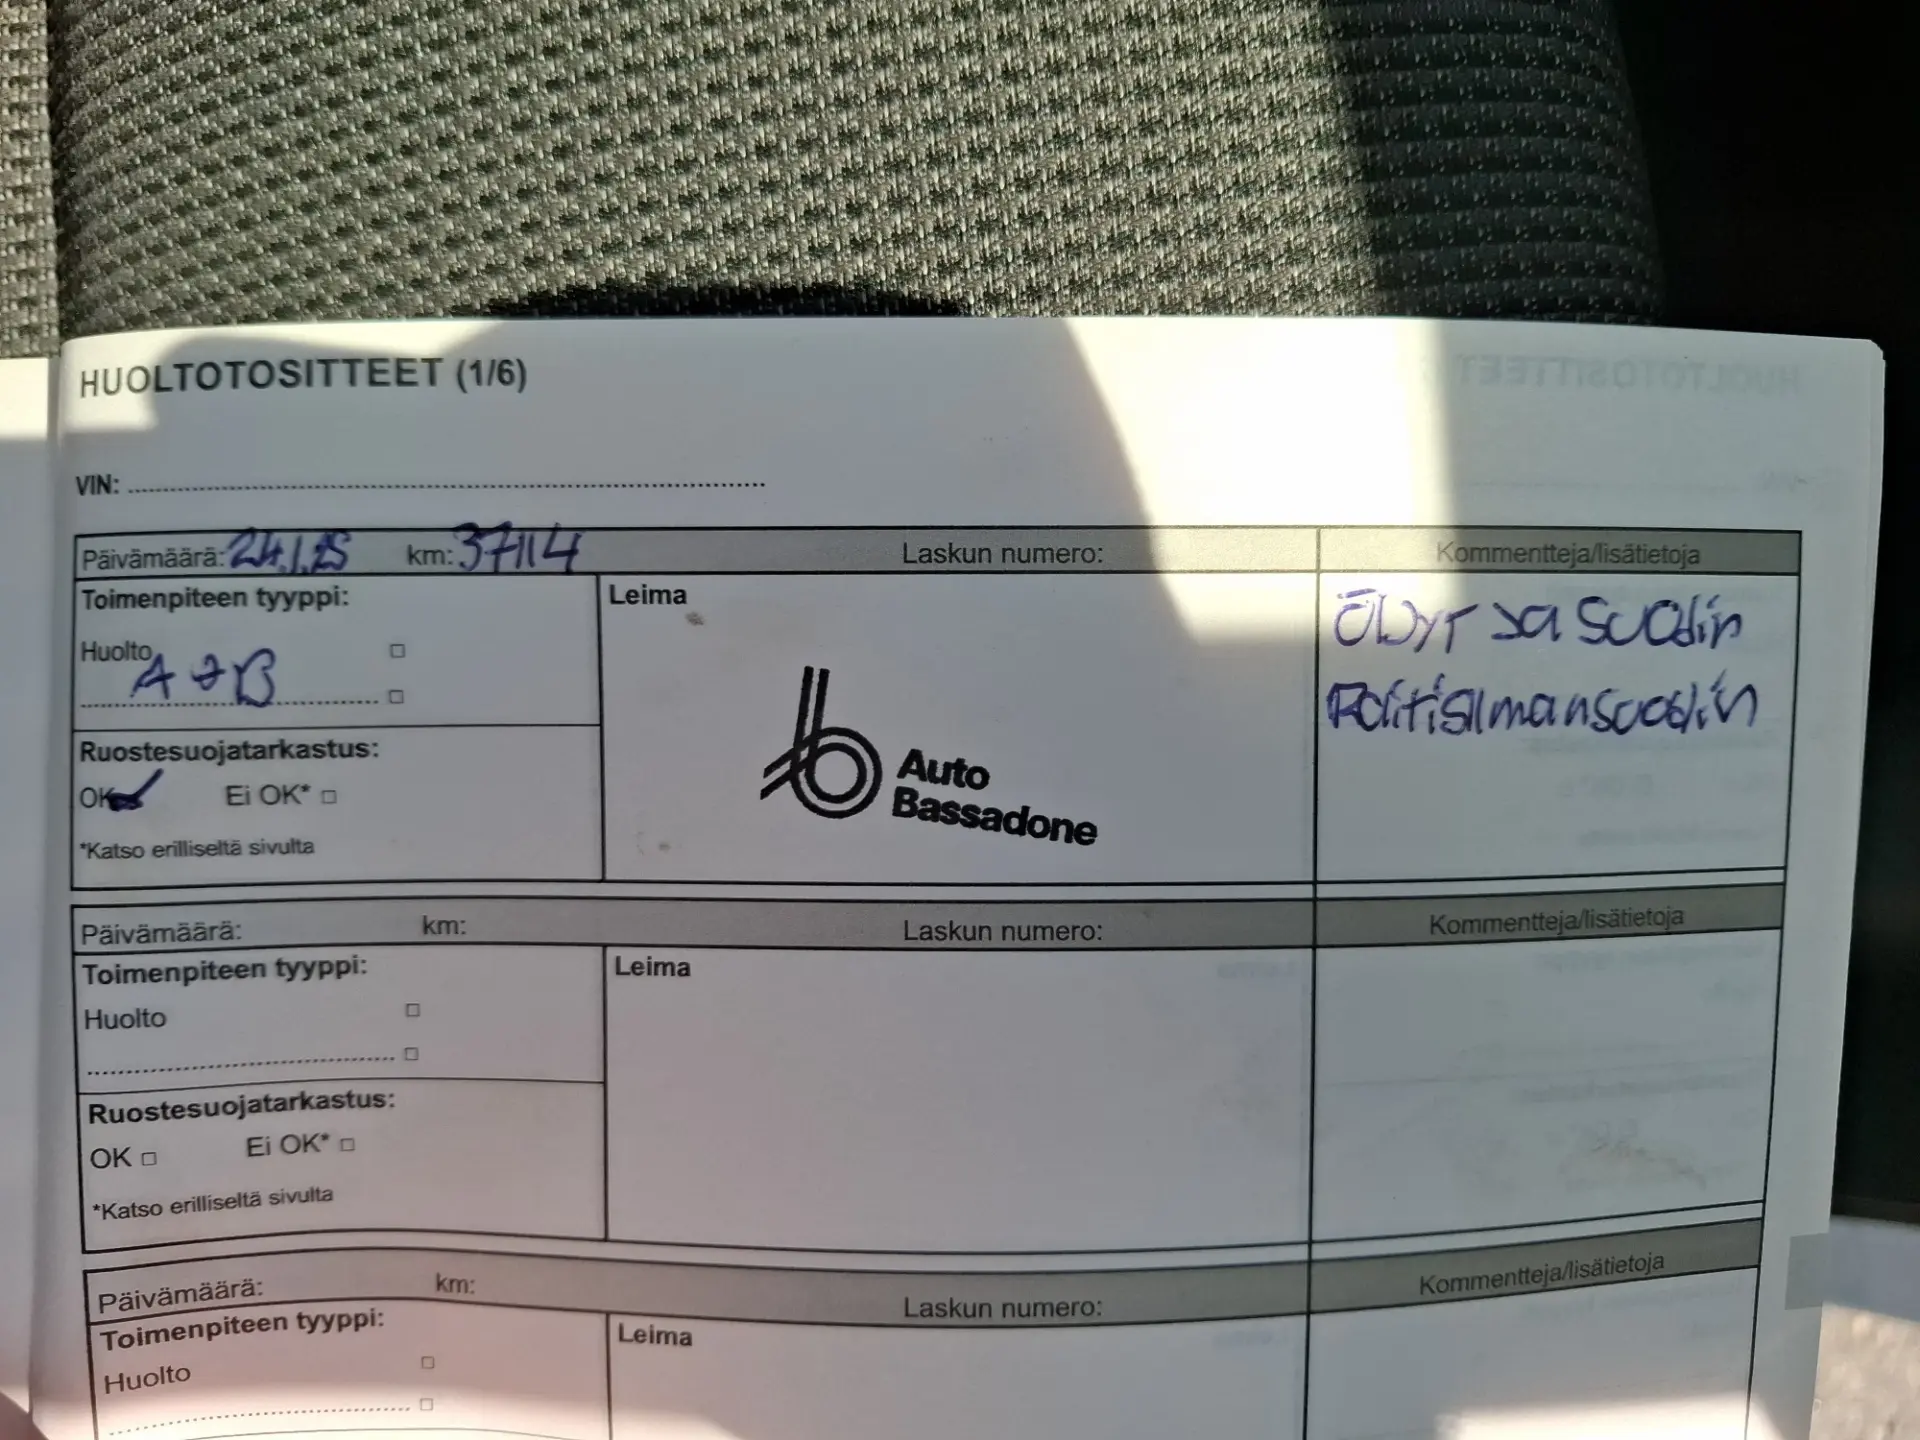 HUOLTOTOSITTEET (1/6)
VIN:
Päivämäärä: 24.1.25 km: 37114 Laskun numero: Kommentteja/lisätietoja
Toimenpiteen tyyppi:
Huolto
A + B
Ruostesuojatarkastus:
OK Ei OK*
*Katso erilliseltä sivulta
Leima
Auto
Bassadone
Öljyt ja suodin
Raitisilmansuodin
Päivämäärä: km: Laskun numero: Kommentteja/lisätietoja
Toimenpiteen tyyppi:
Huolto
Ruostesuojatarkastus:
OK Ei OK*
*Katso erilliseltä sivulta
Leima
Päivämäärä: km: Laskun numero: Kommentteja/lisätietoja
Toimenpiteen tyyppi:
Huolto
Leima